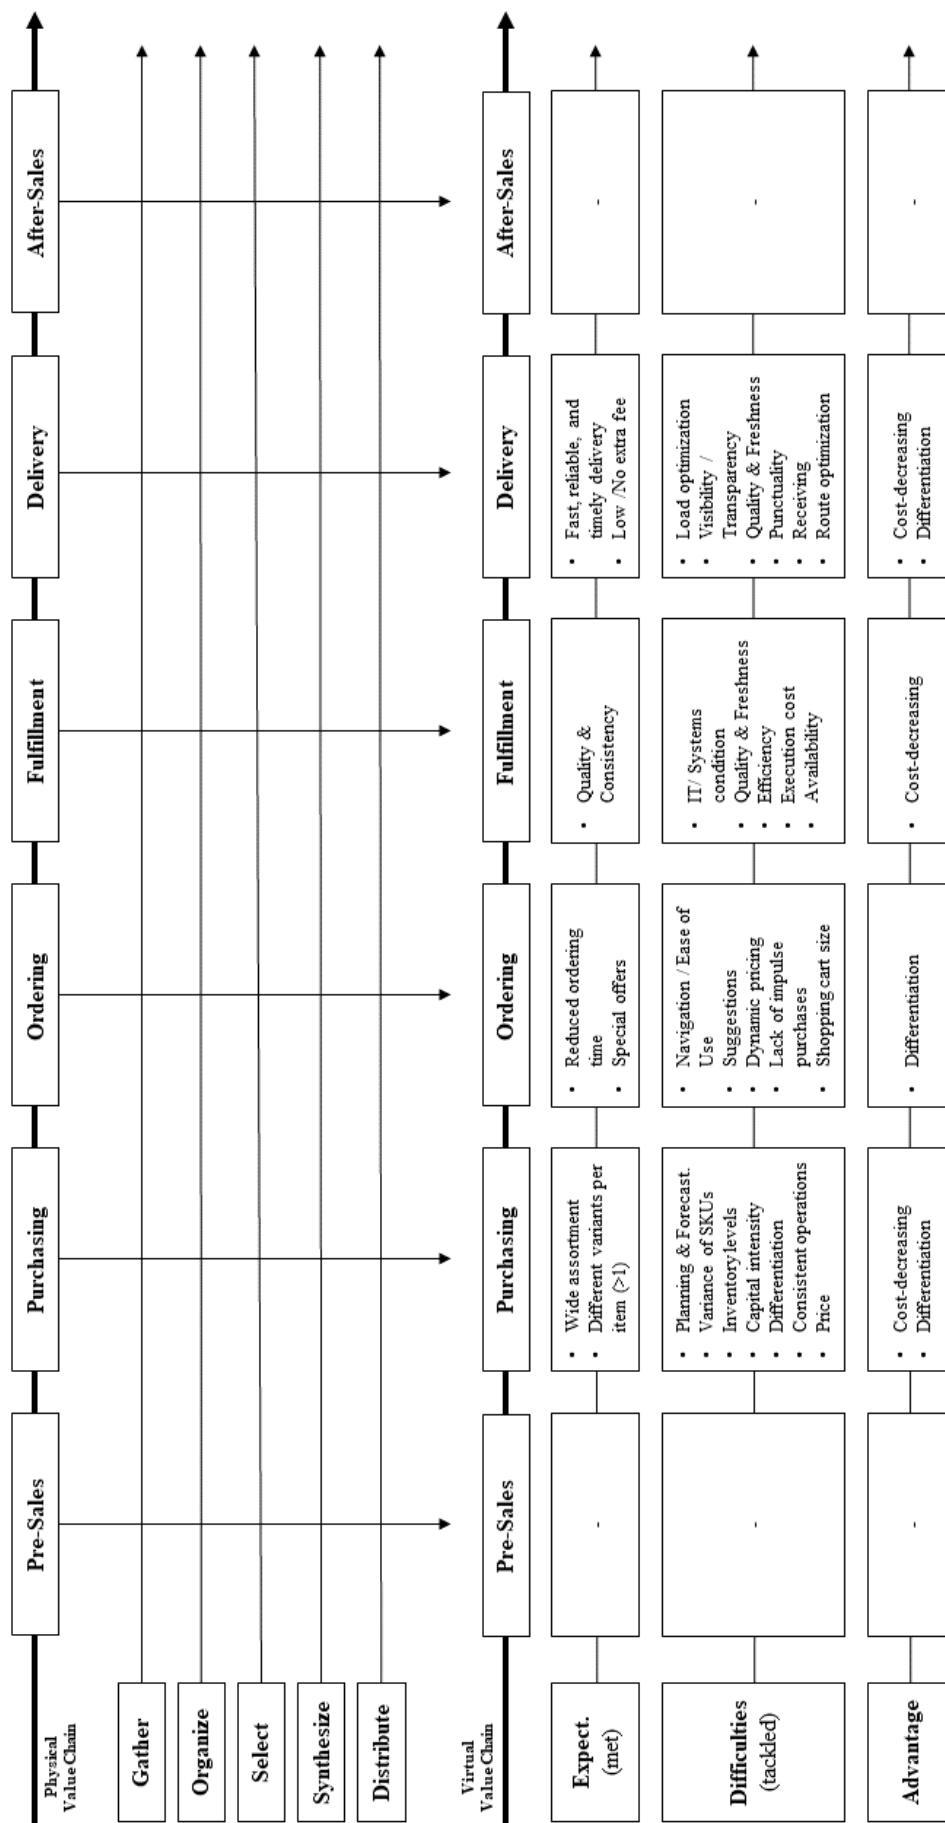 Physical
Value Chain
Pre-Sales
Purchasing
Ordering
Fulfillment
Delivery
After-Sales
Gather
Organize
Select
Synthesize
Distribute
Virtual
Value Chain
Pre-Sales
Purchasing
Ordering
Fulfillment
Delivery
After-Sales
Expect.
(met)
-
• Wide assortment
• Different variants per
item (>1)
• Reduced ordering
time
• Special offers
• Quality &
Consistency
• Fast, reliable, and
timely delivery
• Low /No extra fee
-
Difficulties
(tackled)
-
• Planning & Forecast.
• Variance of SKUs
• Inventory levels
• Capital intensity
• Differentiation
• Consistent operations
• Price
• Navigation / Ease of
Use
• Suggestions
• Dynamic pricing
• Lack of impulse
purchases
• Shopping cart size
• IT/ Systems
condition
• Quality & Freshness
• Efficiency
• Execution cost
• Availability
• Load optimization
• Visibility /
Transparency
• Quality & Freshness
• Punctuality
• Receiving
• Route optimization
-
Advantage
-
• Cost-decreasing
• Differentiation
• Differentiation
• Cost-decreasing
• Cost-decreasing
• Differentiation
-